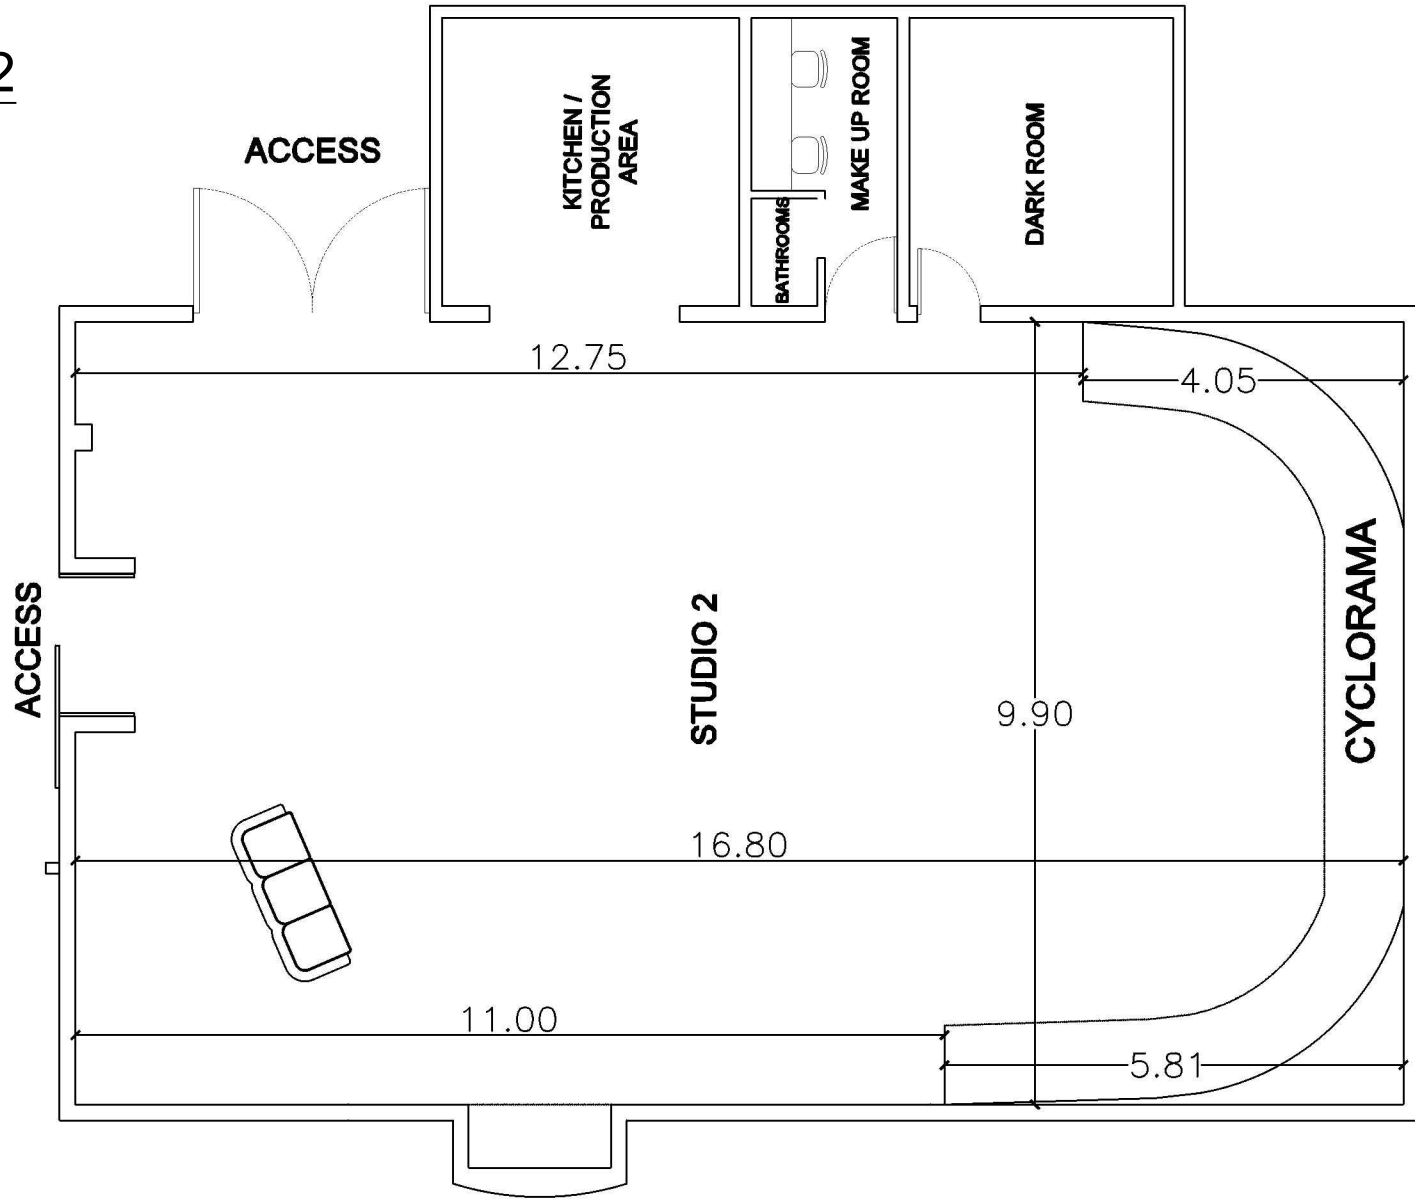 2
ACCESS
KITCHEN /
PRODUCTION
AREA
MAKE UP ROOM
BATHROOMS
DARK ROOM
12.75
4.05
ACCESS
STUDIO 2
9.90
CYCLORAMA
16.80
11.00
5.81